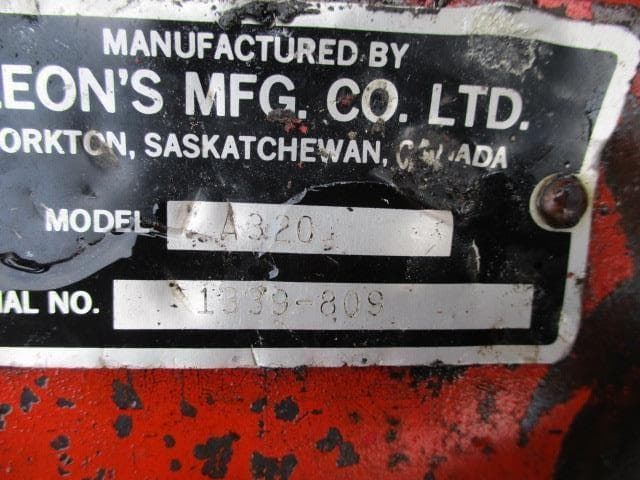 MANUFACTURED BY
LEON'S MFG. CO. LTD.
ORKTON, SASKATCHEWAN, CANADA
MODEL A320
IAL NO. 1339-809